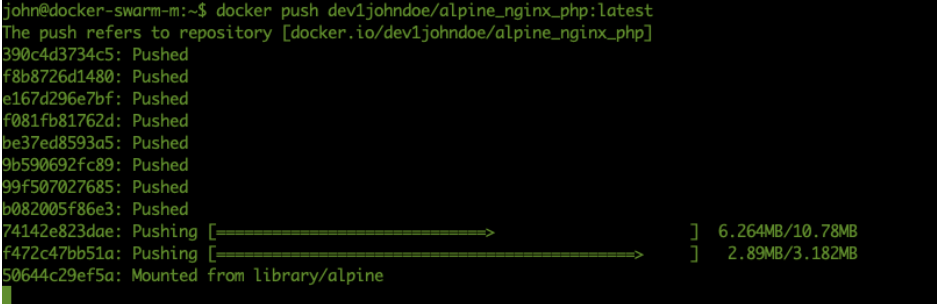 john@docker-swarm-m:~$ docker push dev1johndoe/alpine_nginx_php:latest
The push refers to repository [docker.io/dev1johndoe/alpine_nginx_php]
390c4d3734c5: Pushed
f8b8726d1480: Pushed
e167d296e7bf: Pushed
f081fb81762d: Pushed
be37ed8593a5: Pushed
9b590692fc89: Pushed
99f507027685: Pushed
b082005f86e3: Pushed
74142e823dae: Pushing [=============================>                     ]  6.264MB/10.78MB
f472c47bb51a: Pushing [=============================================>     ]   2.89MB/3.182MB
50644c29ef5a: Mounted from library/alpine